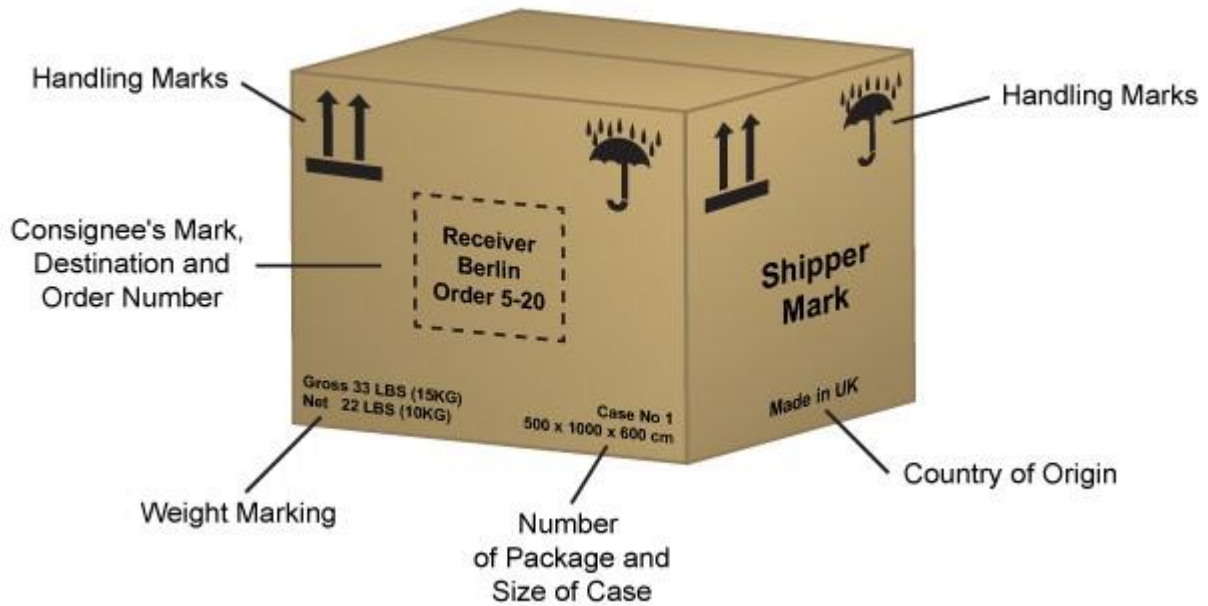 Handling Marks
Handling Marks
Consignee's Mark,
Destination and
Order Number
Receiver
Berlin
Order 5-20
Shipper
Mark
Gross 33 LBS (15KG)
Net 22 LBS (10KG)
Case No 1
500 x 1000 x 600 cm
Made in UK
Weight Marking
Number
of Package and
Size of Case
Country of Origin